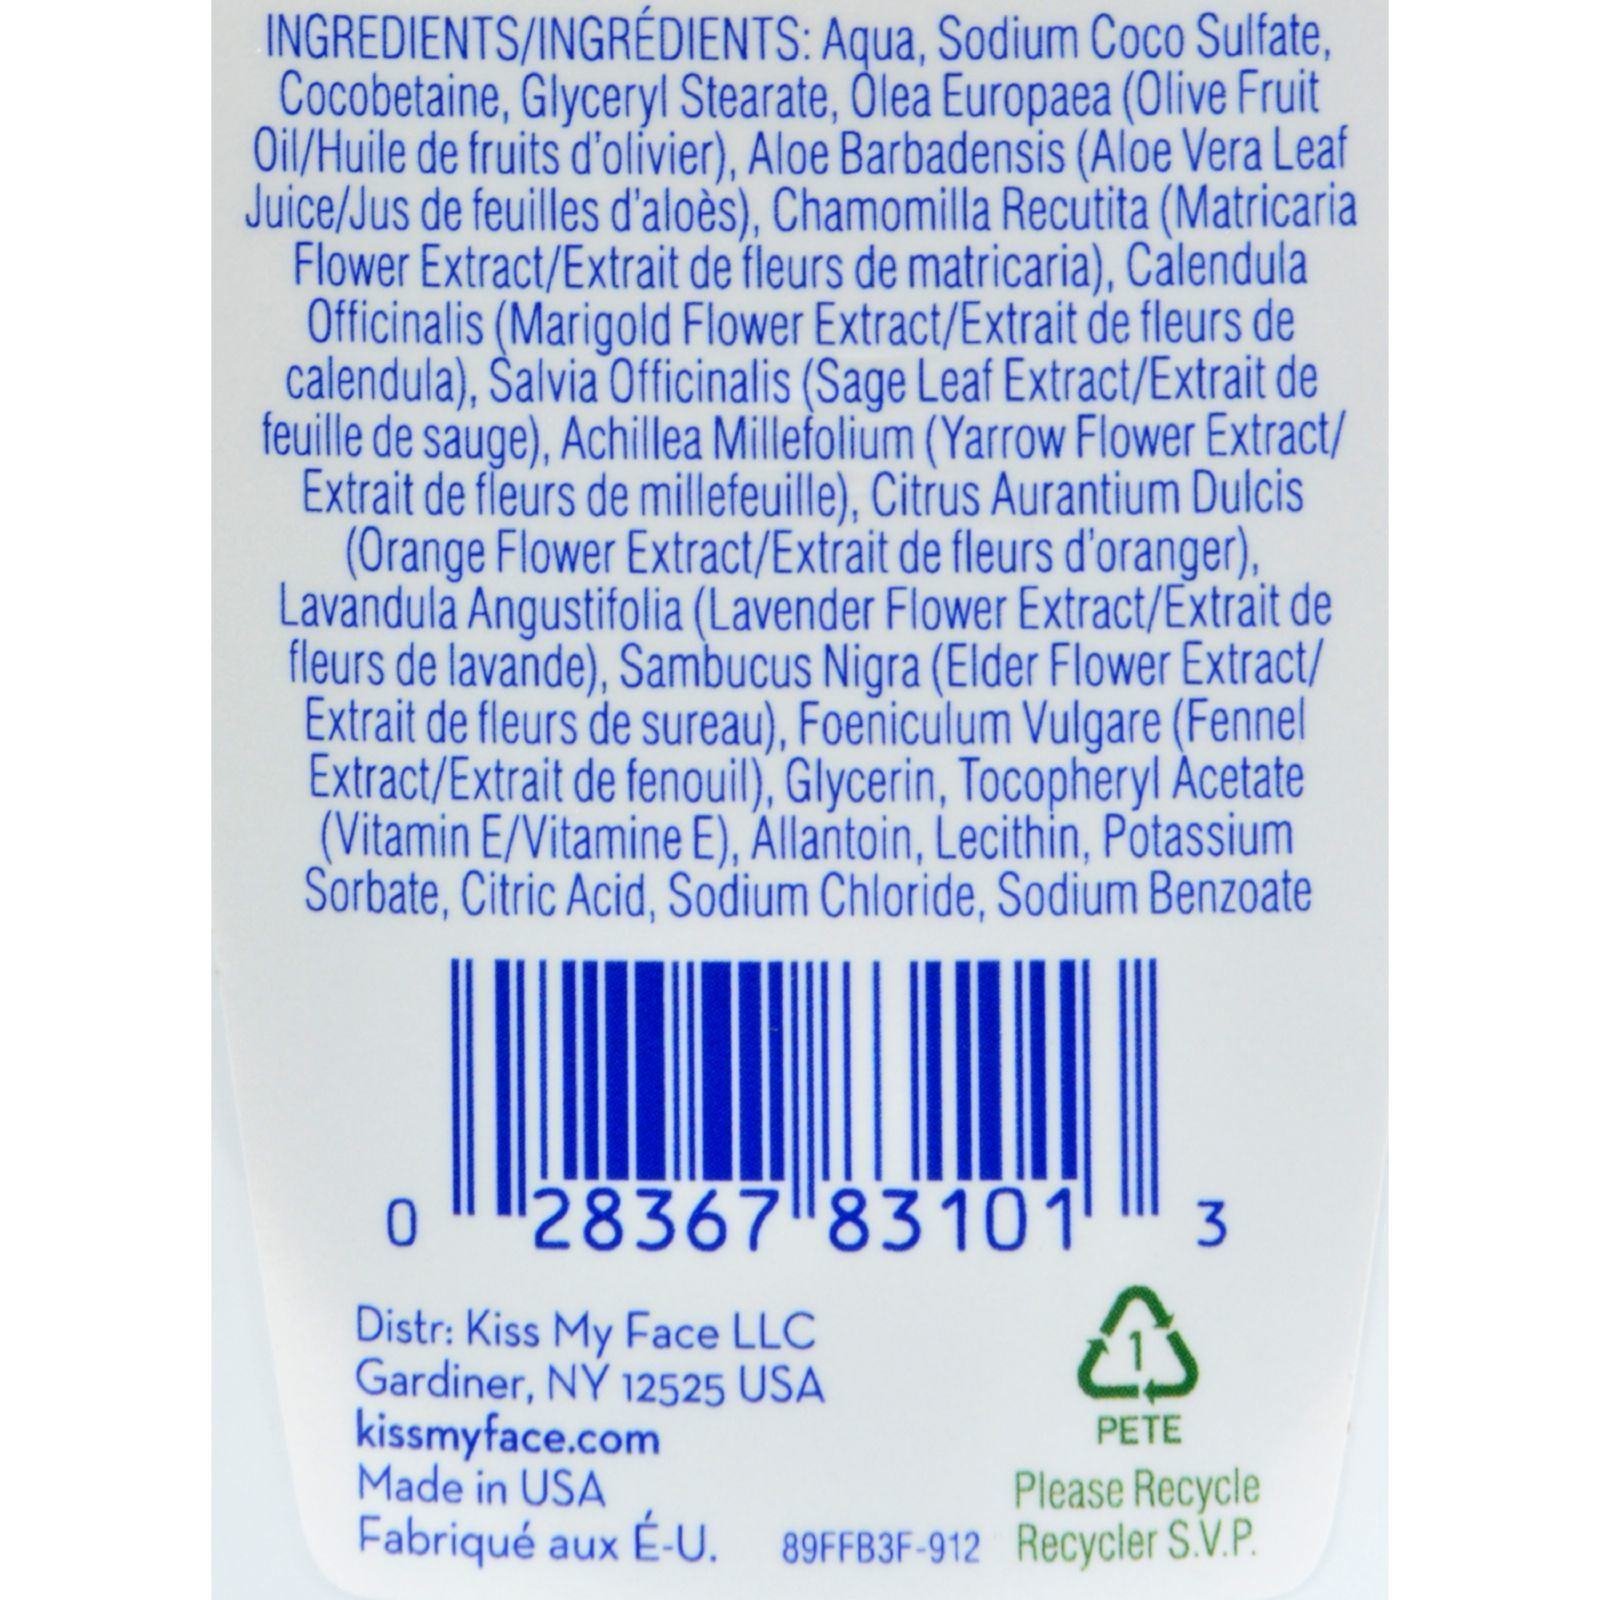 INGREDIENTS/INGRÉDIENTS: Aqua, Sodium Coco Sulfate,
Cocobetaine, Glyceryl Stearate, Olea Europaea (Olive Fruit
Oil/Huile de fruits d'olivier), Aloe Barbadensis (Aloe Vera Leaf
Juice/Jus de feuilles d'aloès), Chamomilla Recutita (Matricaria
Flower Extract/Extrait de fleurs de matricaria), Calendula
Officinalis (Marigold Flower Extract/Extrait de fleurs de
calendula), Salvia Officinalis (Sage Leaf Extract/Extrait de
feuille de sauge), Achillea Millefolium (Yarrow Flower Extract/
Extrait de fleurs de millefeuille), Citrus Aurantium Dulcis
(Orange Flower Extract/Extrait de fleurs d'oranger),
Lavandula Angustifolia (Lavender Flower Extract/Extrait de
fleurs de lavande), Sambucus Nigra (Elder Flower Extract/
Extrait de fleurs de sureau), Foeniculum Vulgare (Fennel
Extract/Extrait de fenouil), Glycerin, Tocopheryl Acetate
(Vitamin E/Vitamine E), Allantoin, Lecithin, Potassium
Sorbate, Citric Acid, Sodium Chloride, Sodium Benzoate
0 28367 83101 3
Distr: Kiss My Face LLC
Gardiner, NY 12525 USA
kissmyface.com
Made in USA
Fabriqué aux É-U.
89FFB3F-912
1
PETE
Please Recycle
Recycler S.V.P.